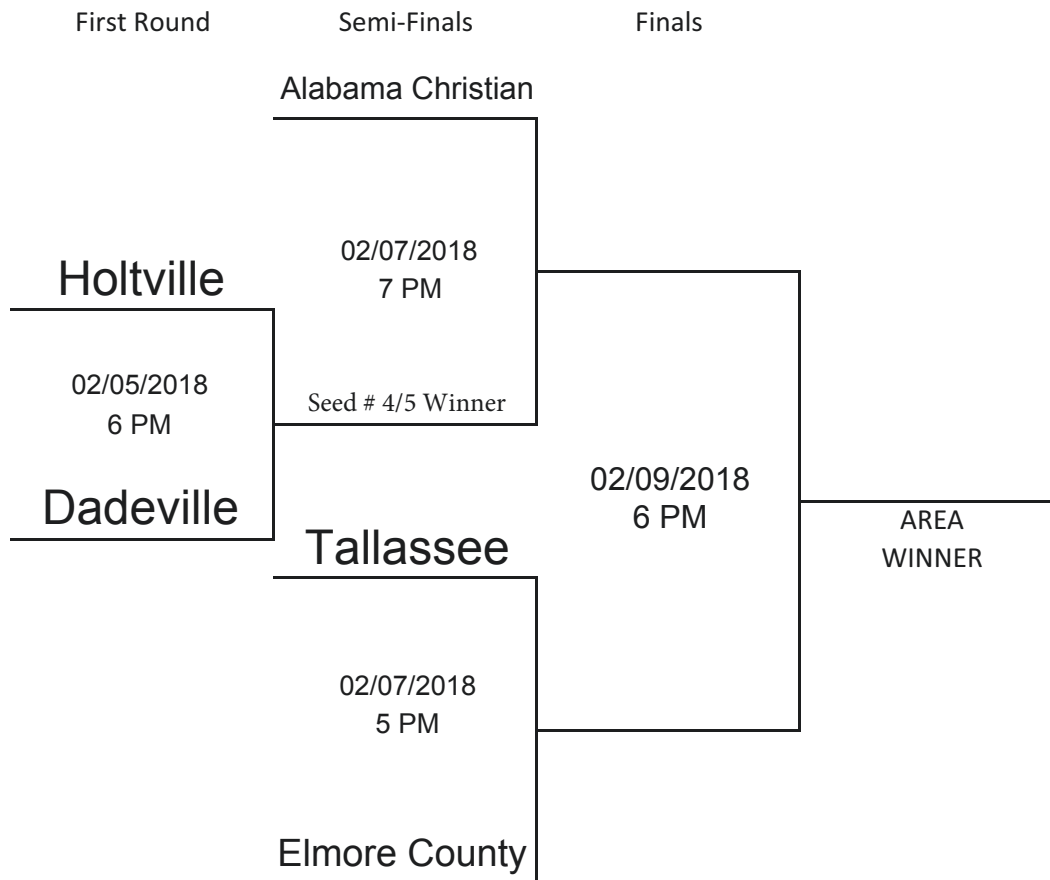 First Round
Semi-Finals
Finals
Alabama Christian
02/07/2018
7 PM
Holtville
02/05/2018
6 PM
Seed # 4/5 Winner
Dadeville
02/09/2018
6 PM
AREA
WINNER
Tallassee
02/07/2018
5 PM
Elmore County